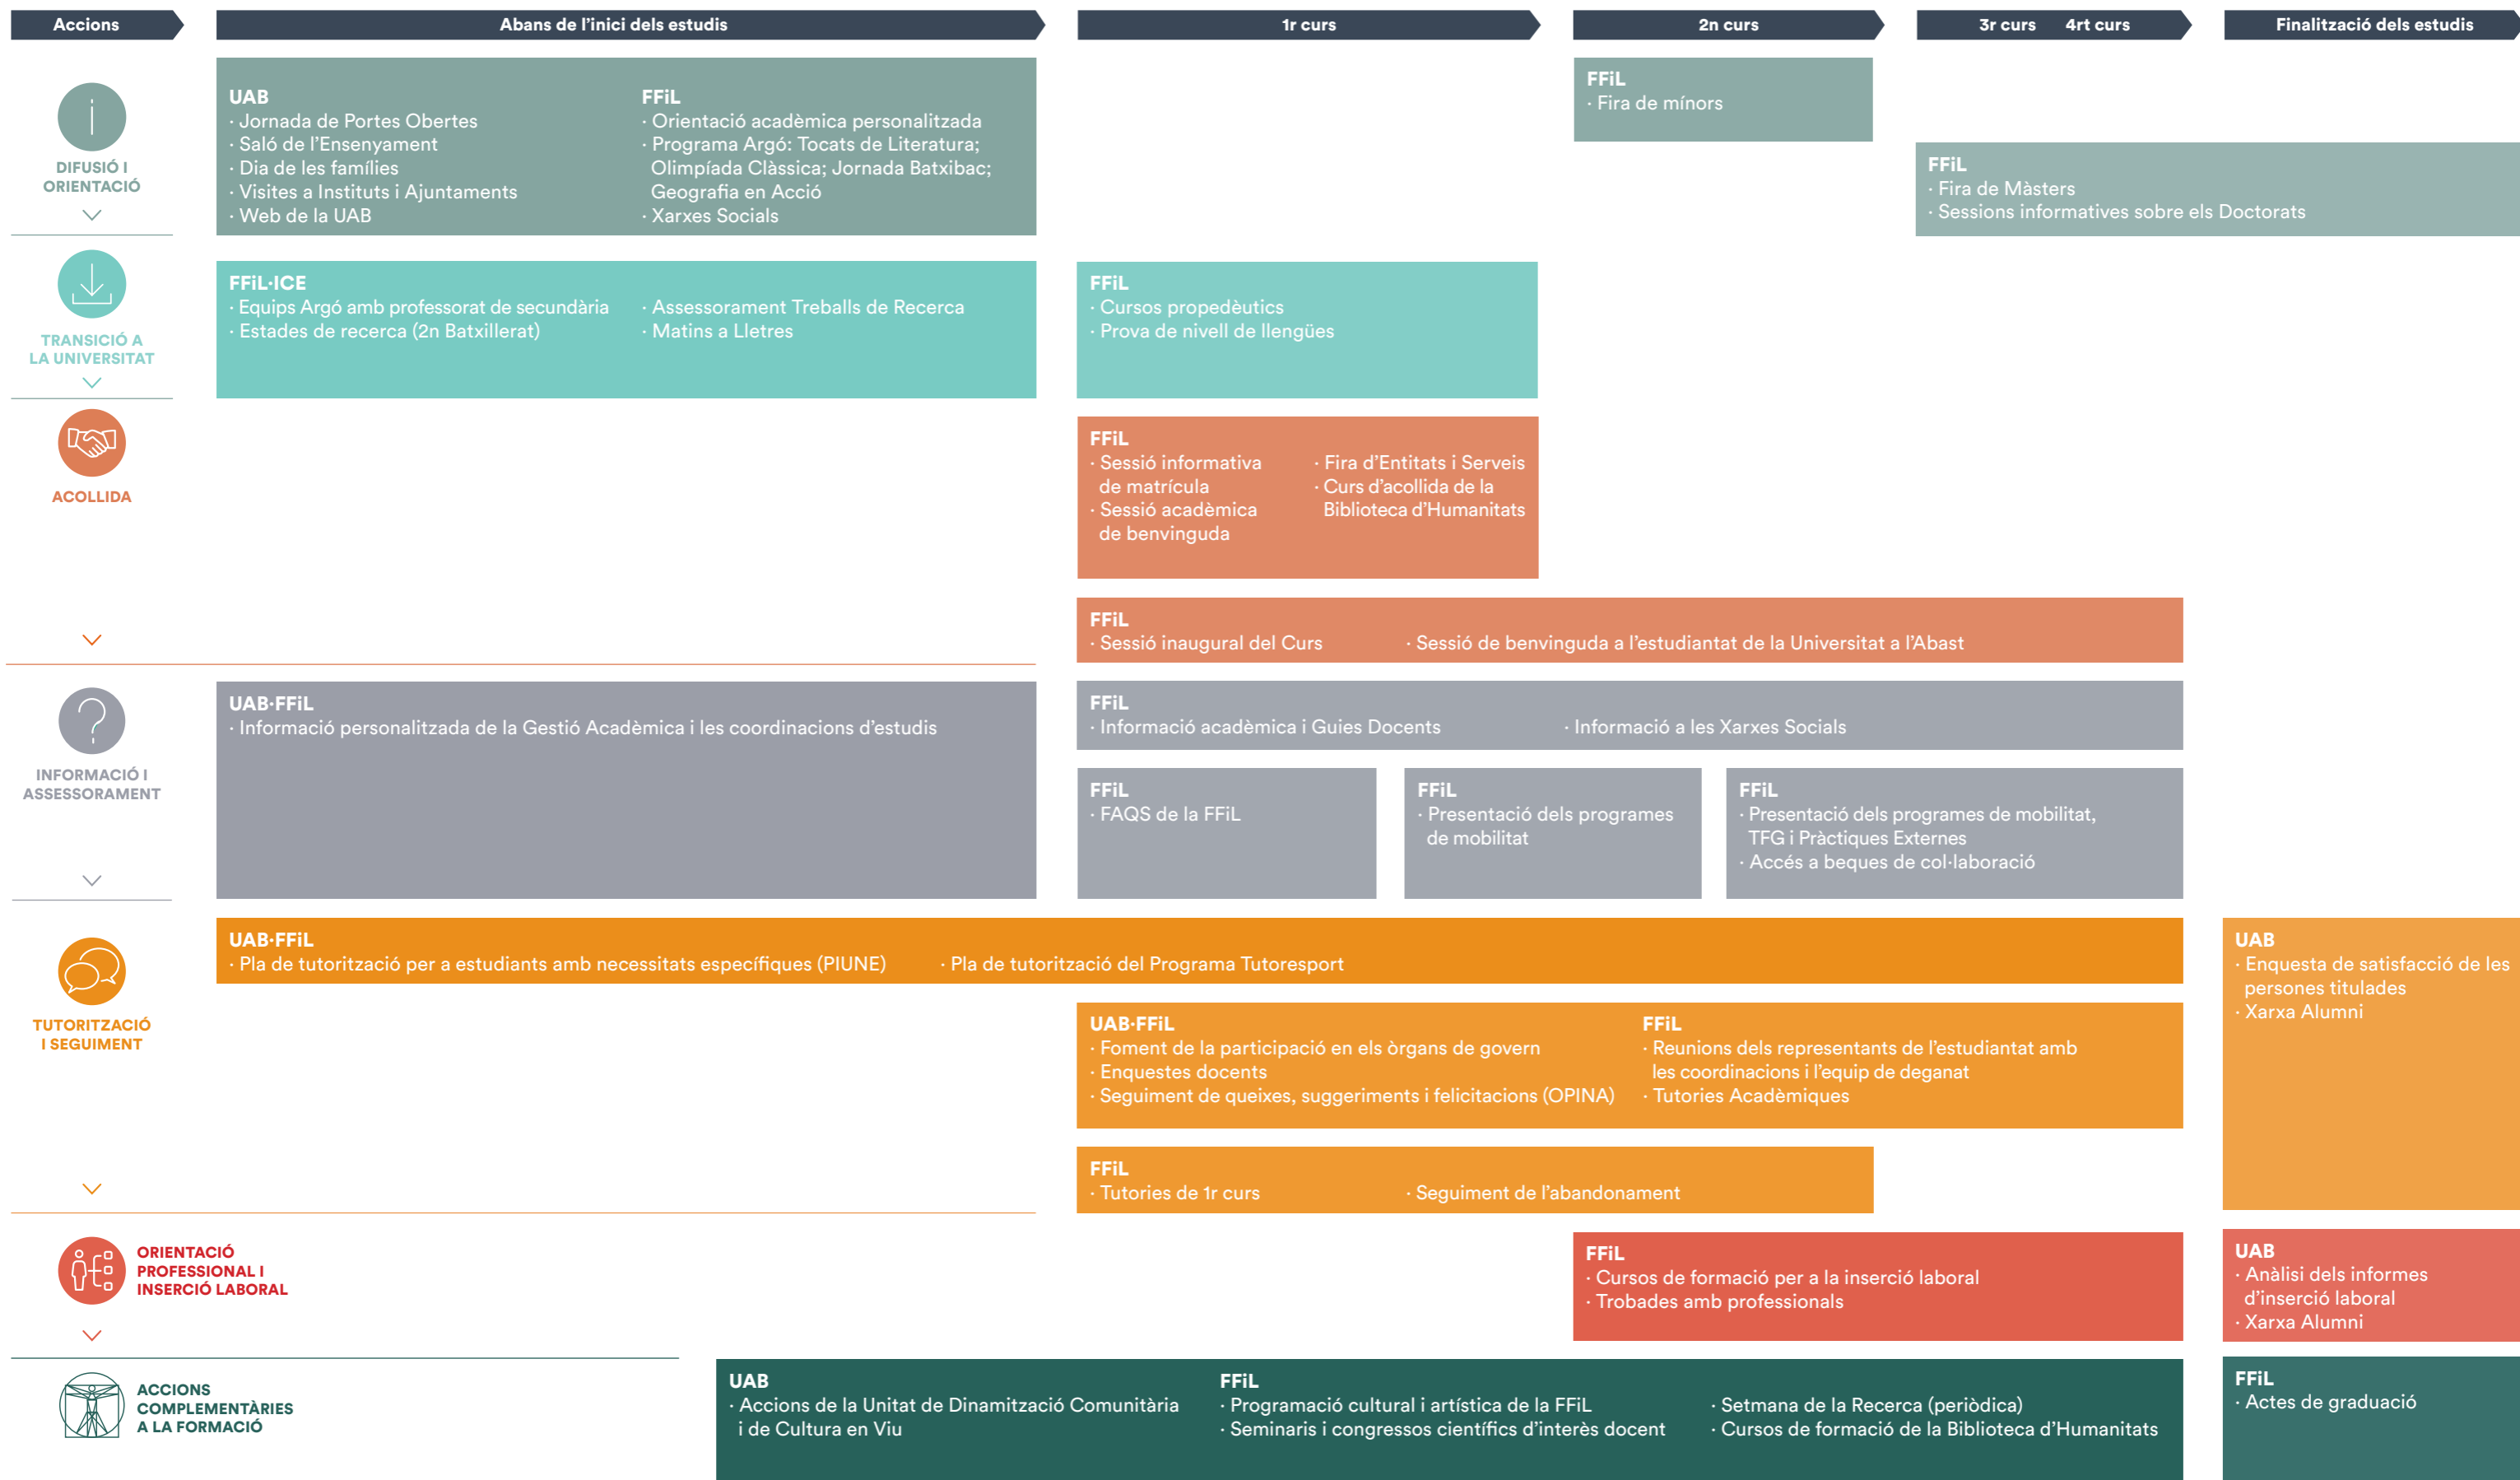 Accions
Abans de l’inici dels estudis
1r curs
2n curs
3r curs 4rt curs
Finalització dels estudis
DIFUSIÓ I
ORIENTACIÓ
UAB
· Jornada de Portes Obertes
· Saló de l’Ensenyament
· Dia de les famílies
· Visites a Instituts i Ajuntaments
· Web de la UAB
FFiL
· Orientació acadèmica personalitzada
· Programa Argó: Tocats de Literatura;
Olimpíada Clàssica; Jornada Batxibac;
Geografia en Acció
· Xarxes Socials
FFiL
· Fira de mínors
FFiL
· Fira de Màsters
· Sessions informatives sobre els Doctorats
TRANSICIÓ A
LA UNIVERSITAT
FFiL·ICE
· Equips Argó amb professorat de secundària
· Estades de recerca (2n Batxillerat)
· Assessorament Treballs de Recerca
· Matins a Lletres
FFiL
· Cursos propedèutics
· Prova de nivell de llengües
ACOLLIDA
FFiL
· Sessió informativa
de matrícula
· Sessió acadèmica
de benvinguda
· Fira d’Entitats i Serveis
· Curs d’acollida de la
Biblioteca d’Humanitats
FFiL
· Sessió inaugural del Curs
· Sessió de benvinguda a l’estudiantat de la Universitat a l’Abast
INFORMACIÓ I
ASSESSORAMENT
UAB·FFiL
· Informació personalitzada de la Gestió Acadèmica i les coordinacions d’estudis
FFiL
· Informació acadèmica i Guies Docents
· Informació a les Xarxes Socials
FFiL
· FAQS de la FFiL
FFiL
· Presentació dels programes
de mobilitat
FFiL
· Presentació dels programes de mobilitat,
TFG i Pràctiques Externes
· Accés a beques de col·laboració
TUTORITZACIÓ
I SEGUIMENT
UAB·FFiL
· Pla de tutorització per a estudiants amb necessitats específiques (PIUNE)
· Pla de tutorització del Programa Tutoresport
UAB·FFiL
· Foment de la participació en els òrgans de govern
· Enquestes docents
· Seguiment de queixes, suggeriments i felicitacions (OPINA)
FFiL
· Reunions dels representants de l’estudiantat amb
les coordinacions i l’equip de deganat
· Tutories Acadèmiques
FFiL
· Tutories de 1r curs
· Seguiment de l’abandonament
UAB
· Enquesta de satisfacció de les
persones titulades
· Xarxa Alumni
ORIENTACIÓ
PROFESSIONAL I
INSERCIÓ LABORAL
FFiL
· Cursos de formació per a la inserció laboral
· Trobades amb professionals
UAB
· Anàlisi dels informes
d’inserció laboral
· Xarxa Alumni
ACCIONS
COMPLEMENTÀRIES
A LA FORMACIÓ
UAB
· Accions de la Unitat de Dinamització Comunitària
i de Cultura en Viu
FFiL
· Programació cultural i artística de la FFiL
· Seminaris i congressos científics d’interès docent
· Setmana de la Recerca (periòdica)
· Cursos de formació de la Biblioteca d’Humanitats
FFiL
· Actes de graduació